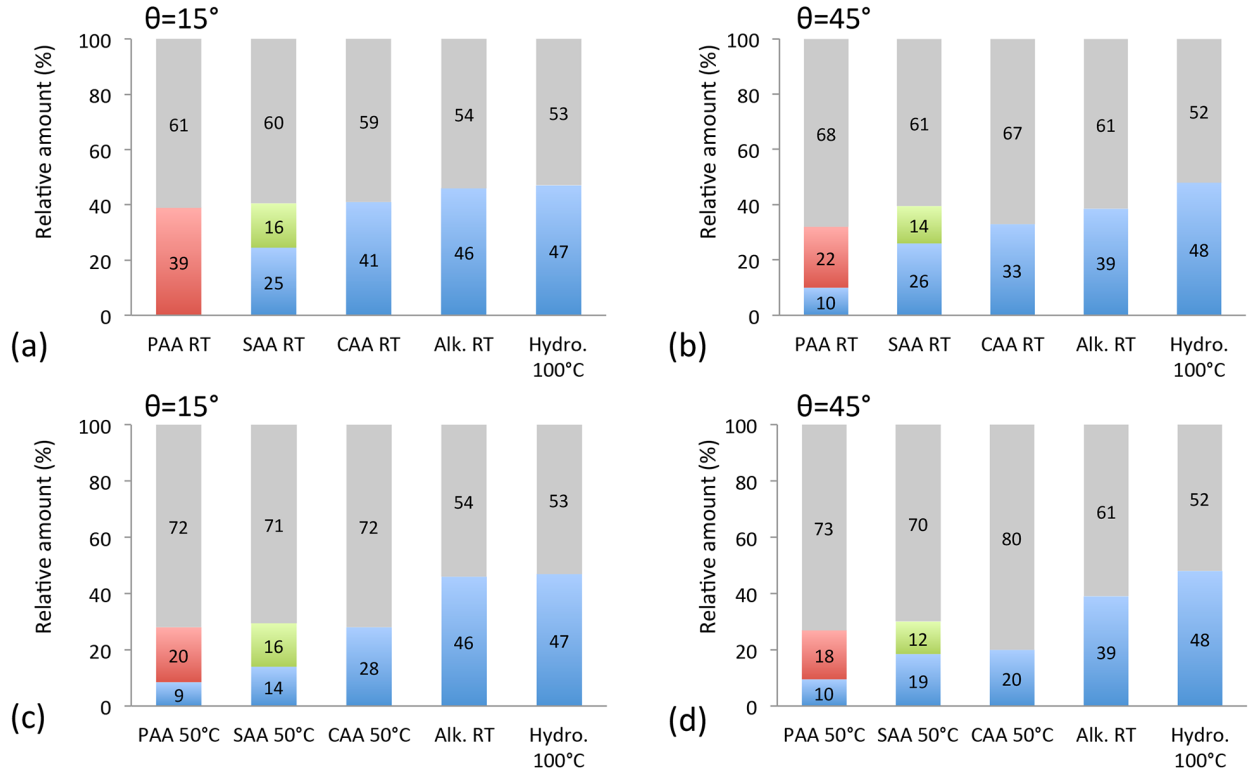 θ=15°
Relative amount (%)
100
80
60
40
20
0
61
60
59
54
53
39
16
25
41
46
47
PAA RT
SAA RT
CAA RT
Alk. RT
Hydro.
100°C
(a)
θ=45°
Relative amount (%)
100
80
60
40
20
0
68
61
67
61
52
22
10
14
26
33
39
48
PAA RT
SAA RT
CAA RT
Alk. RT
Hydro.
100°C
(b)
θ=15°
Relative amount (%)
100
80
60
40
20
0
72
71
72
54
53
20
9
16
14
28
46
47
PAA 50°C
SAA 50°C
CAA 50°C
Alk. RT
Hydro.
100°C
(c)
θ=45°
Relative amount (%)
100
80
60
40
20
0
73
70
80
61
52
18
10
12
19
20
39
48
PAA 50°C
SAA 50°C
CAA 50°C
Alk. RT
Hydro.
100°C
(d)